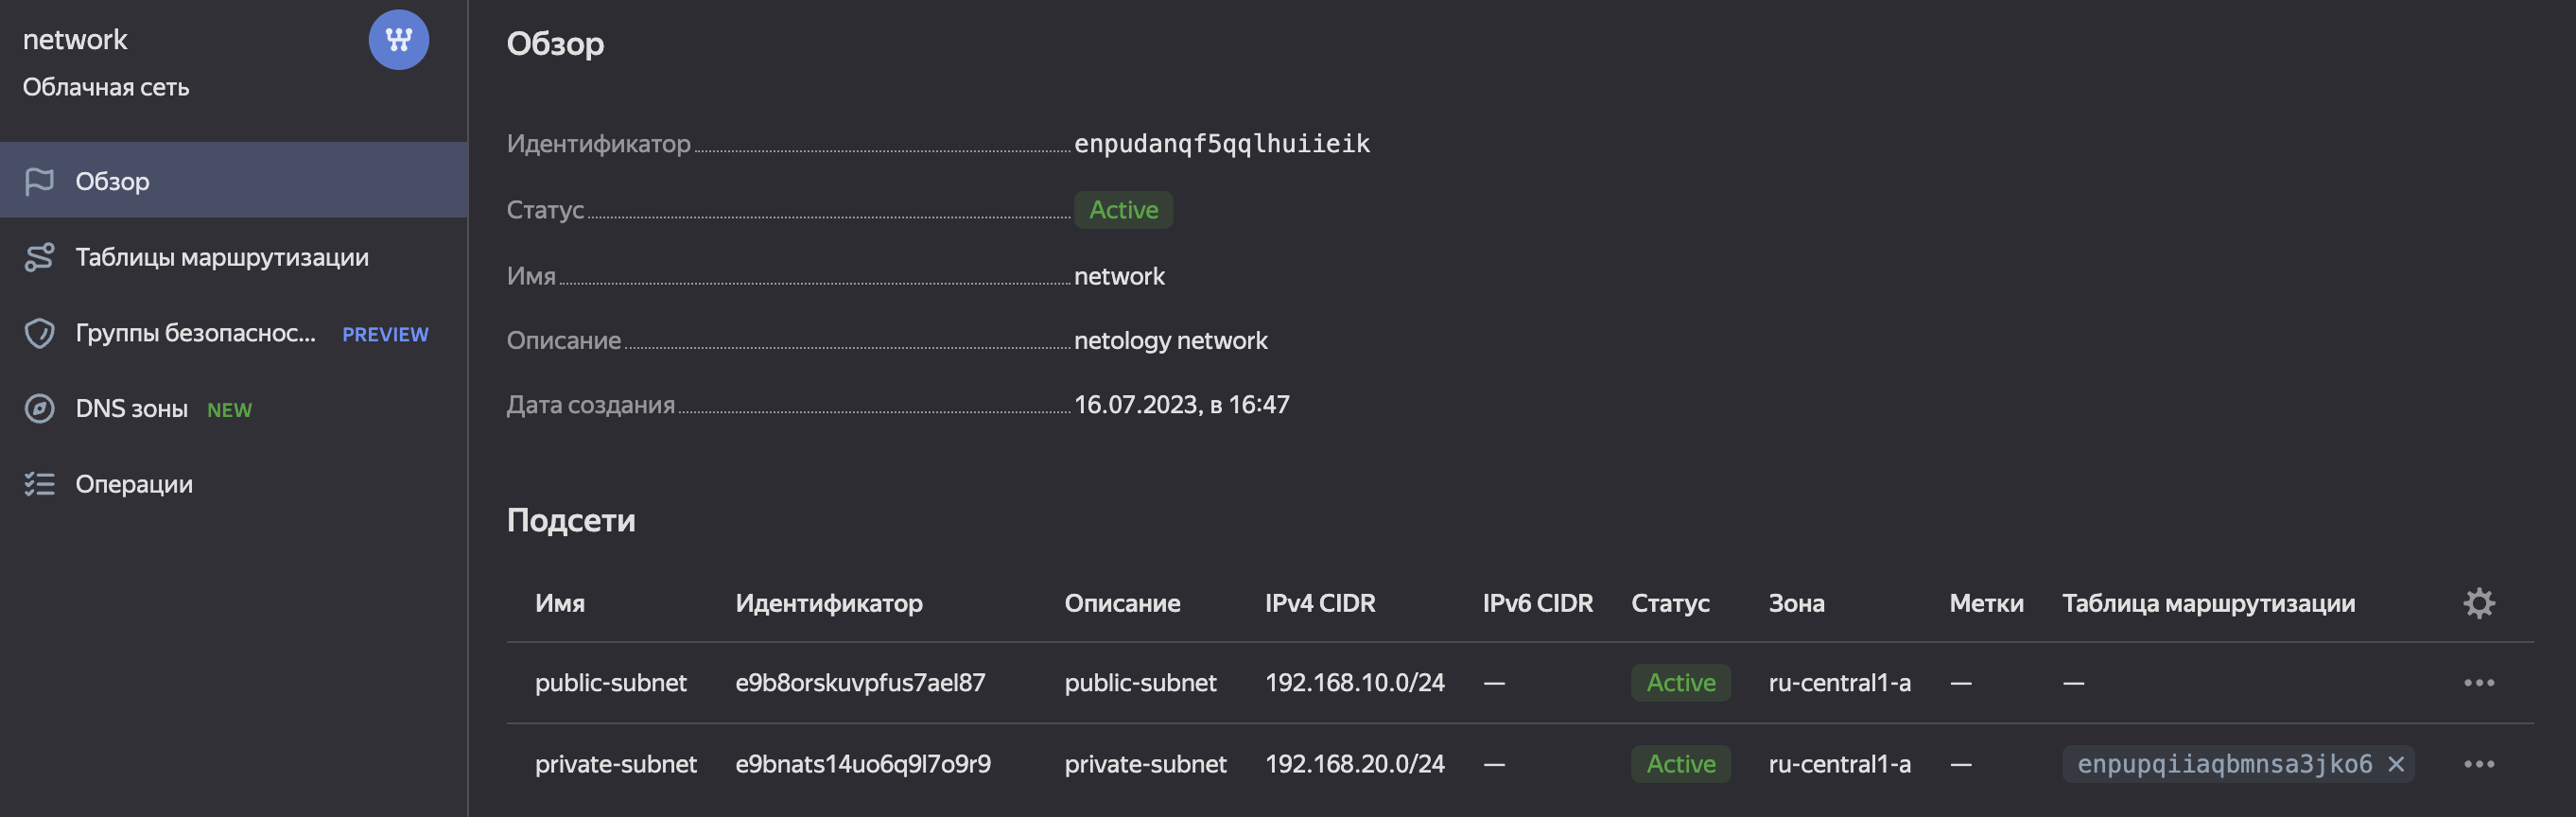 network
Облачная сеть
Обзор
Таблицы маршрутизации
Группы безопаснос... PREVIEW
DNS зоны NEW
Операции
Обзор
Идентификатор enpudanqf5qqlhuiieik
Статус Active
Имя network
Описание netology network
Дата создания 16.07.2023, в 16:47
Подсети
Имя Идентификатор Описание IPv4 CIDR IPv6 CIDR Статус Зона Метки Таблица маршрутизации
public-subnet e9b8orskuvpfus7ael87 public-subnet 192.168.10.0/24 — Active ru-central1-a — —
private-subnet e9bnats14uo6q9l7o9r9 private-subnet 192.168.20.0/24 — Active ru-central1-a — enpupqiiaqbmnsa3jko6